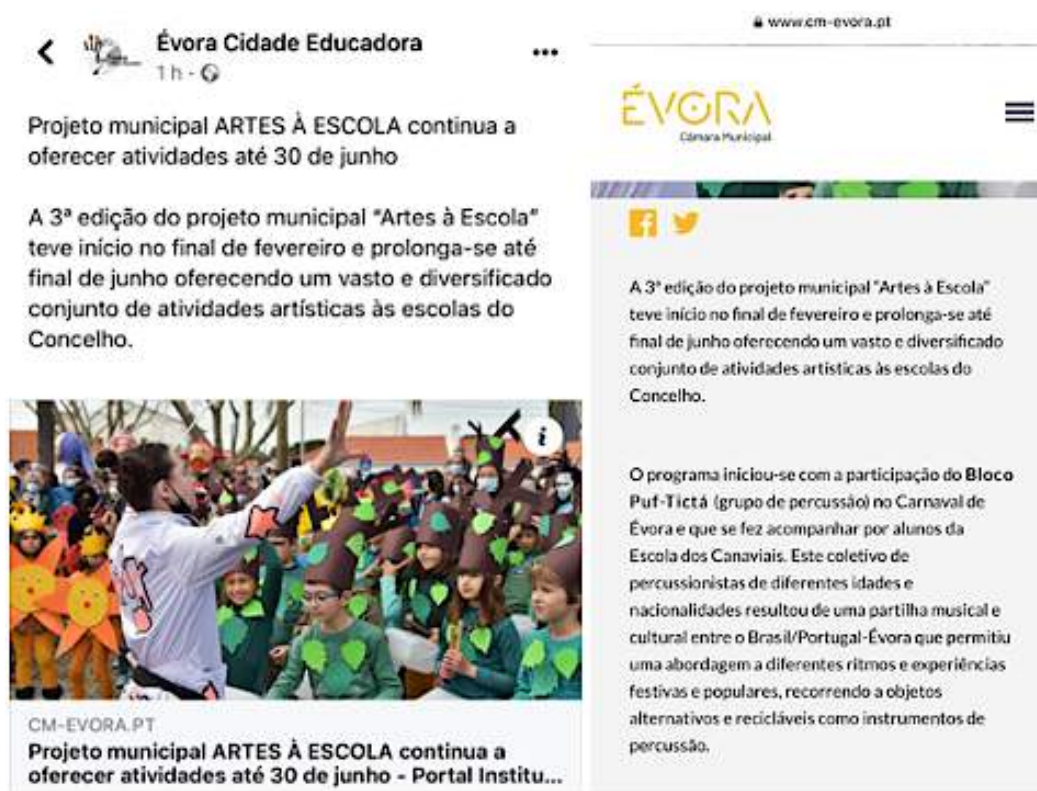 Évora Cidade Educadora
1 h ·
Projeto municipal ARTES À ESCOLA continua a
oferecer atividades até 30 de junho
A 3ª edição do projeto municipal "Artes à Escola"
teve início no final de fevereiro e prolonga-se até
final de junho oferecendo um vasto e diversificado
conjunto de atividades artísticas às escolas do
Concelho.
CM-EVORA.PT
Projeto municipal ARTES À ESCOLA continua a
oferecer atividades até 30 de junho - Portal Institu...
www.cm-evora.pt
ÉVORA
Câmara Municipal
A 3ª edição do projeto municipal "Artes à Escola"
teve início no final de fevereiro e prolonga-se até
final de junho oferecendo um vasto e diversificado
conjunto de atividades artísticas às escolas do
Concelho.
O programa iniciou-se com a participação do Bloco
Puf-Tictá (grupo de percussão) no Carnaval de
Évora e que se fez acompanhar por alunos da
Escola dos Canaviais. Este coletivo de
percussionistas de diferentes idades e
nacionalidades resultou de uma partilha musical e
cultural entre o Brasil/Portugal-Évora que permitiu
uma abordagem a diferentes ritmos e experiências
festivas e populares, recorrendo a objetos
alternativos e recicláveis como instrumentos de
percussão.